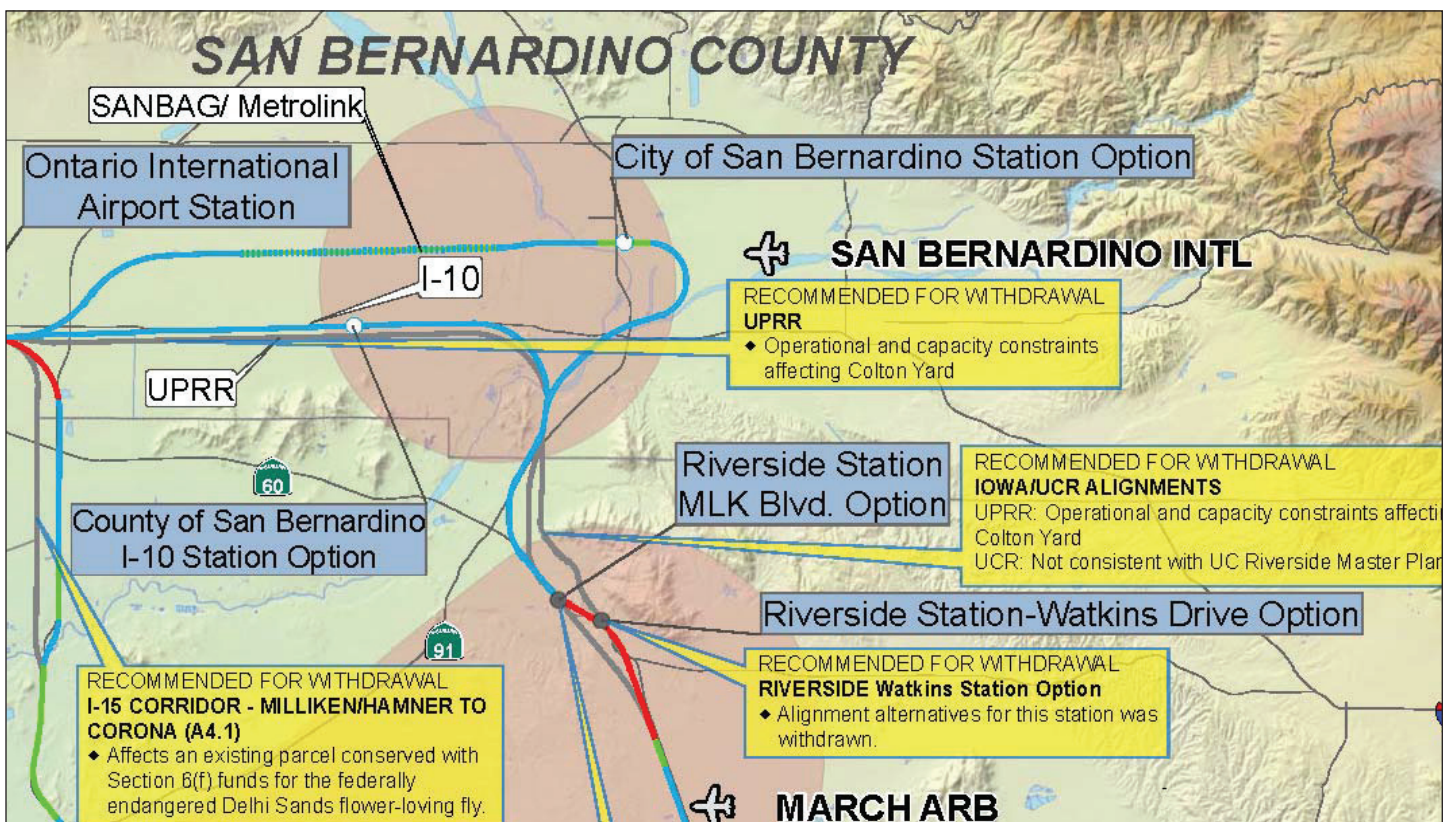 SAN BERNARDINO COUNTY
SANBAG/ Metrolink
Ontario International
Airport Station
City of San Bernardino Station Option
SAN BERNARDINO INTL
I-10
RECOMMENDED FOR WITHDRAWAL
UPRR
◆ Operational and capacity constraints
affecting Colton Yard
UPRR
60
County of San Bernardino
I-10 Station Option
Riverside Station
MLK Blvd. Option
RECOMMENDED FOR WITHDRAWAL
IOWA/UCR ALIGNMENTS
UPRR: Operational and capacity constraints affecti
Colton Yard
UCR: Not consistent with UC Riverside Master Plan
Riverside Station-Watkins Drive Option
91
RECOMMENDED FOR WITHDRAWAL
I-15 CORRIDOR - MILLIKEN/HAMNER TO
CORONA (A4.1)
◆ Affects an existing parcel conserved with
Section 6(f) funds for the federally
endangered Delhi Sands flower-loving fly.
RECOMMENDED FOR WITHDRAWAL
RIVERSIDE Watkins Station Option
◆ Alignment alternatives for this station was
withdrawn.
MARCH ARB